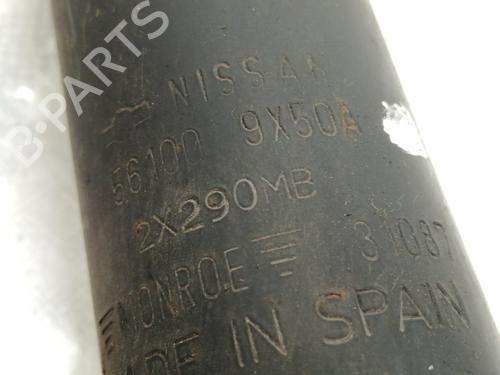 B-PARTS
NISSAN
56100 9X50A
2X290MB
MONROE 31087
MADE IN SPAIN